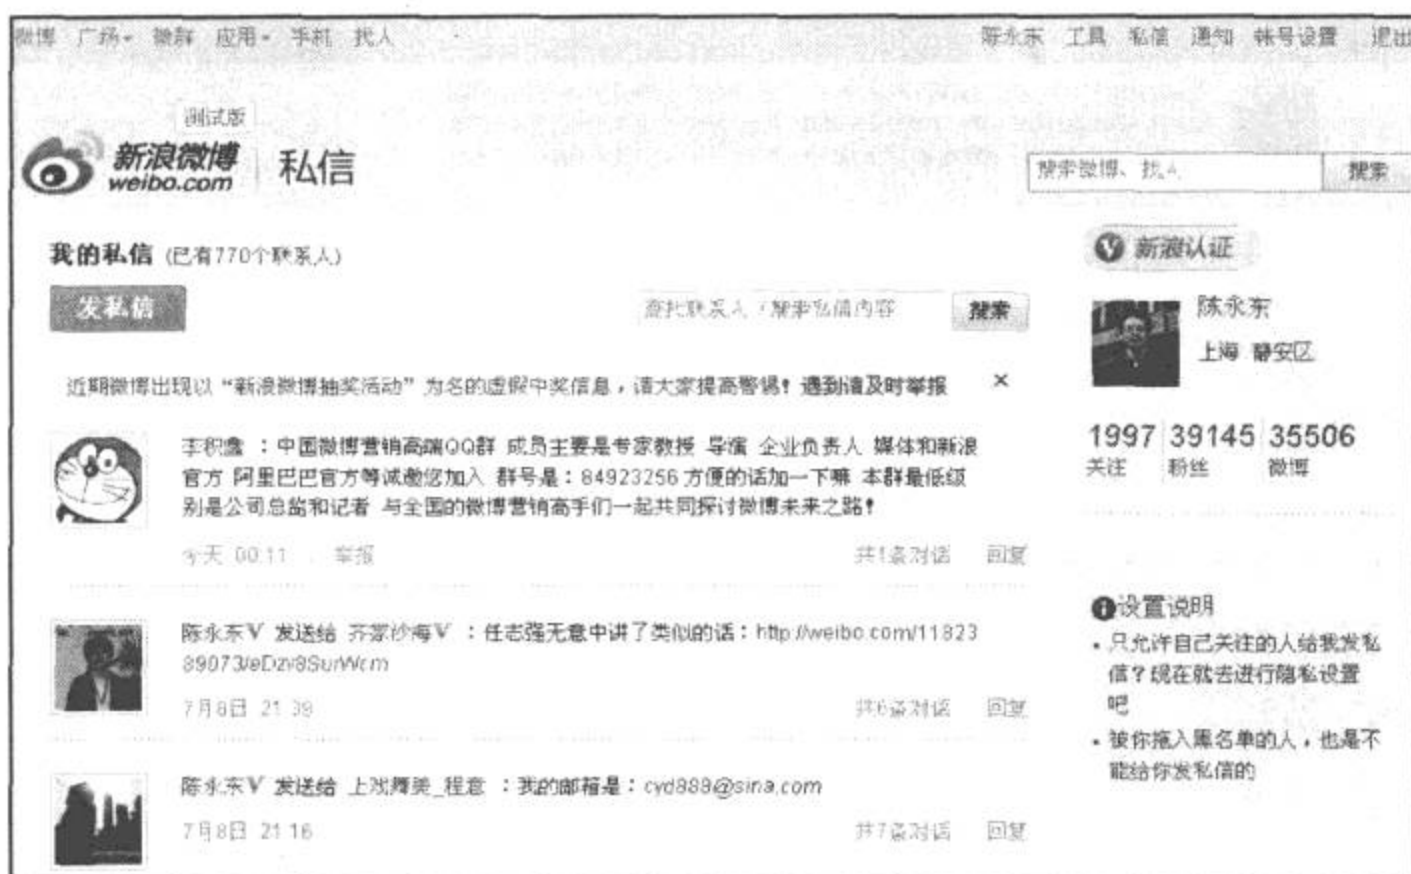 微博 广场 微群 应用 手机 找人
陈永东 工具 私信 通知 帐号设置 退出
测试版
新浪微博
weibo.com
私信
搜索微博、找人
搜索
我的私信 (已有770个联系人)
发私信
查找联系人/搜索私信内容
搜索
近期微博出现以“新浪微博抽奖活动”为名的虚假中奖信息，请大家提高警惕！遇到请及时举报 ×
：中国微博营销高端QQ群 成员主要是专家教授 导演 企业负责人 媒体和新浪
官方 阿里巴巴官方等诚邀您加入 群号是：84923256 方便的话加一下嘛 本群最低级
别是公司总监和记者 与全国的微博营销高手们一起共同探讨微博未来之路！
今天 00:11 举报
共1条对话 回复
陈永东V 发送给 齐家沙海V ：任志强无意中讲了类似的话：http://weibo.com/11823
89073/eDzv8SurWcm
7月8日 21:39
共6条对话 回复
陈永东V 发送给 上戏舞美_程意 ：我的邮箱是：cyd888@sina.com
7月8日 21:16
共7条对话 回复
新浪认证
陈永东
上海 静安区
1997 39145 35506
关注 粉丝 微博
设置说明
• 只允许自己关注的人给我发私
信？现在就去进行隐私设置
吧
• 被你拖入黑名单的人，也是不
能给你发私信的